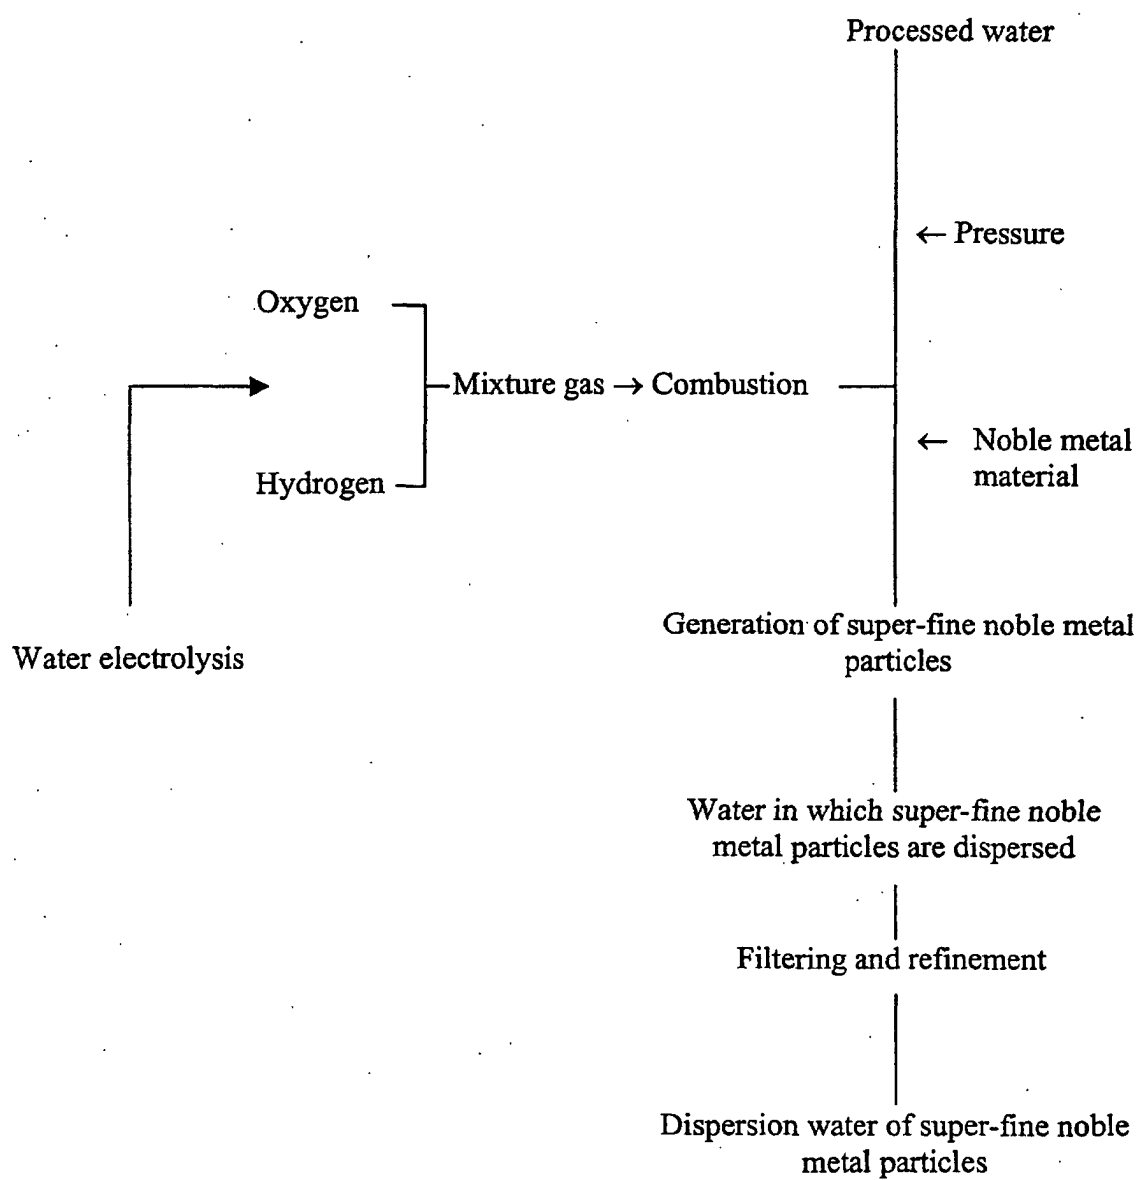 Processed water
← Pressure
Oxygen
Mixture gas → Combustion
← Noble metal
material
Hydrogen
Generation of super-fine noble metal
particles
Water electrolysis
Water in which super-fine noble
metal particles are dispersed
Filtering and refinement
Dispersion water of super-fine noble
metal particles